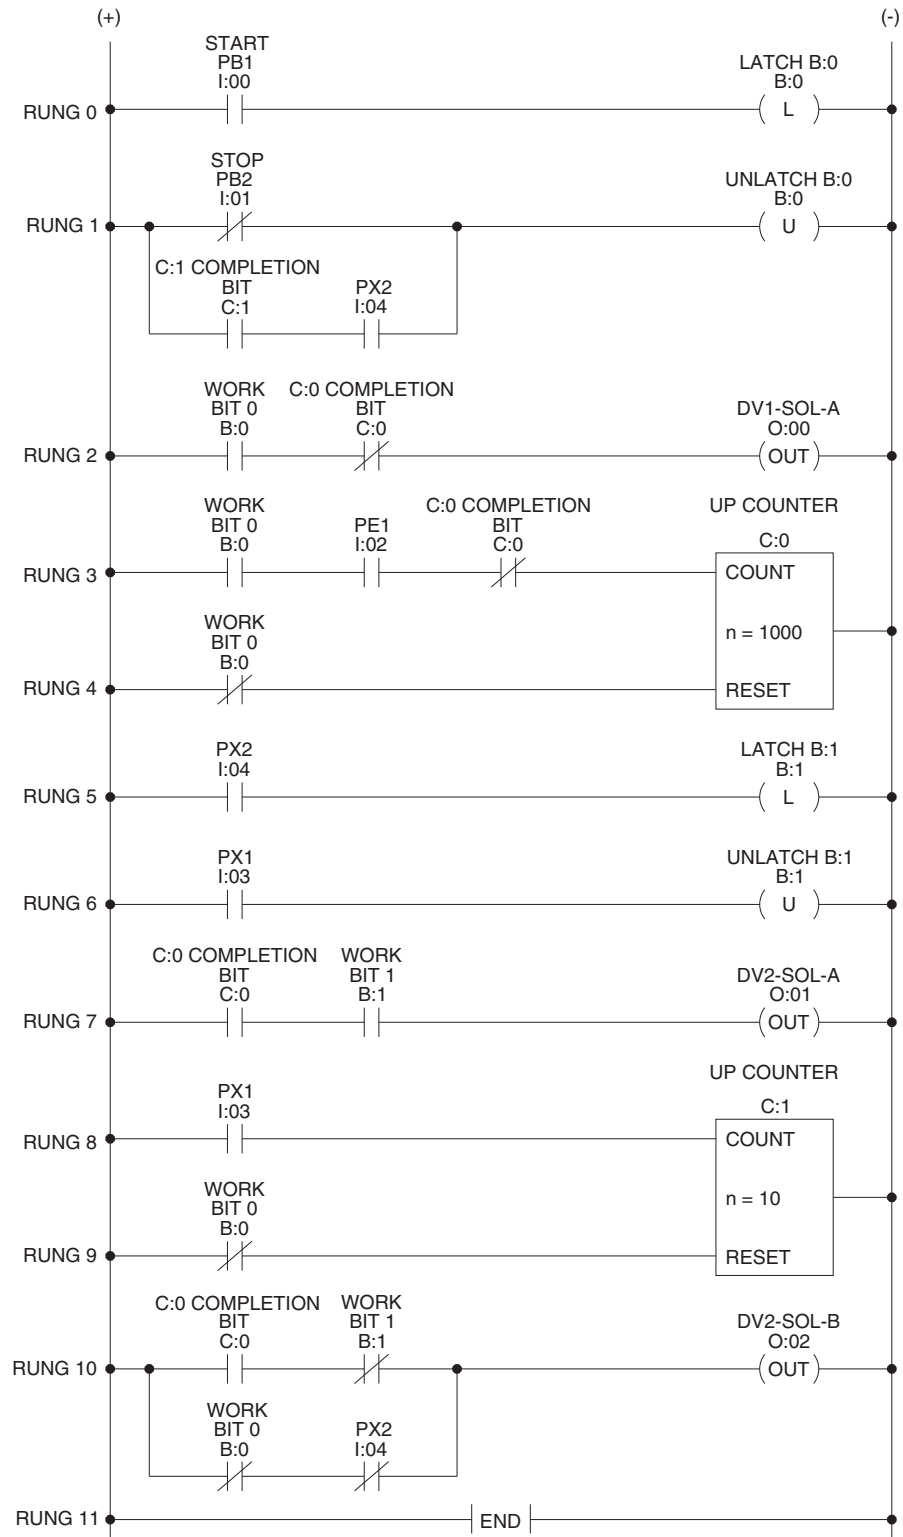 (+) (-)
START
PB1
I:00
LATCH B:0
B:0
RUNG 0
L
STOP
PB2
I:01
UNLATCH B:0
B:0
RUNG 1
U
C:1 COMPLETION
BIT
C:1
PX2
I:04
WORK
BIT 0
B:0
C:0 COMPLETION
BIT
C:0
DV1-SOL-A
O:00
RUNG 2
OUT
WORK
BIT 0
B:0
PE1
I:02
C:0 COMPLETION
BIT
C:0
UP COUNTER
C:0
RUNG 3
COUNT
n = 1000
WORK
BIT 0
B:0
RUNG 4
RESET
PX2
I:04
LATCH B:1
B:1
RUNG 5
L
PX1
I:03
UNLATCH B:1
B:1
RUNG 6
U
C:0 COMPLETION
BIT
C:0
WORK
BIT 1
B:1
DV2-SOL-A
O:01
RUNG 7
OUT
PX1
I:03
UP COUNTER
C:1
RUNG 8
COUNT
n = 10
WORK
BIT 0
B:0
RUNG 9
RESET
C:0 COMPLETION
BIT
C:0
WORK
BIT 1
B:1
DV2-SOL-B
O:02
RUNG 10
OUT
WORK
BIT 0
B:0
PX2
I:04
RUNG 11
END